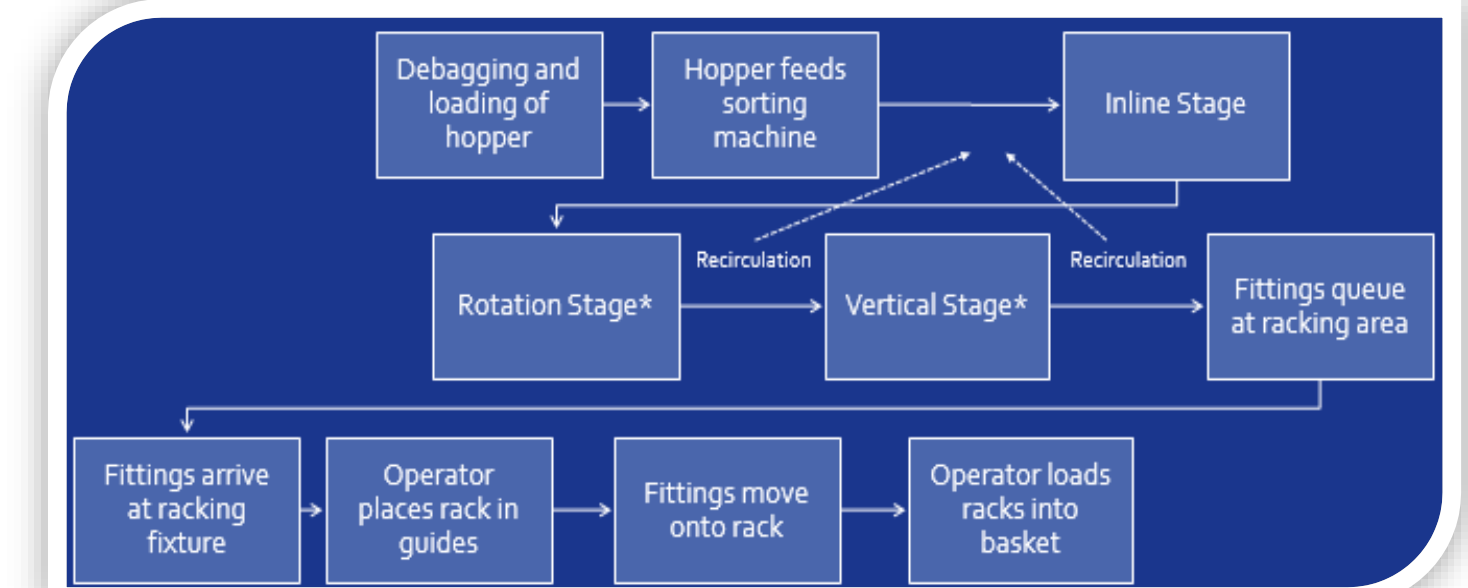 Debagging and
loading of
hopper
Hopper feeds
sorting
machine
Inline Stage
Rotation Stage*
Recirculation
Vertical Stage*
Recirculation
Fittings queue
at racking area
Fittings arrive
at racking
fixture
Operator
places rack in
guides
Fittings move
onto rack
Operator loads
racks into
basket